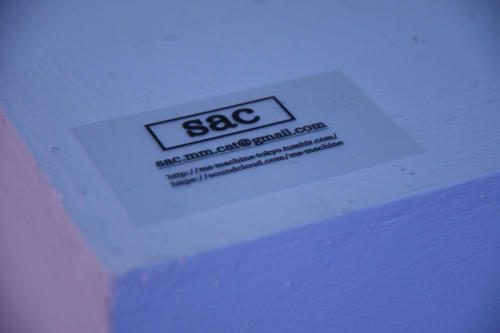 sac
sac.mm.cat@gmail.com
http://ms-machine-tokyo.tumblr.com/
https://soundcloud.com/ms-machine